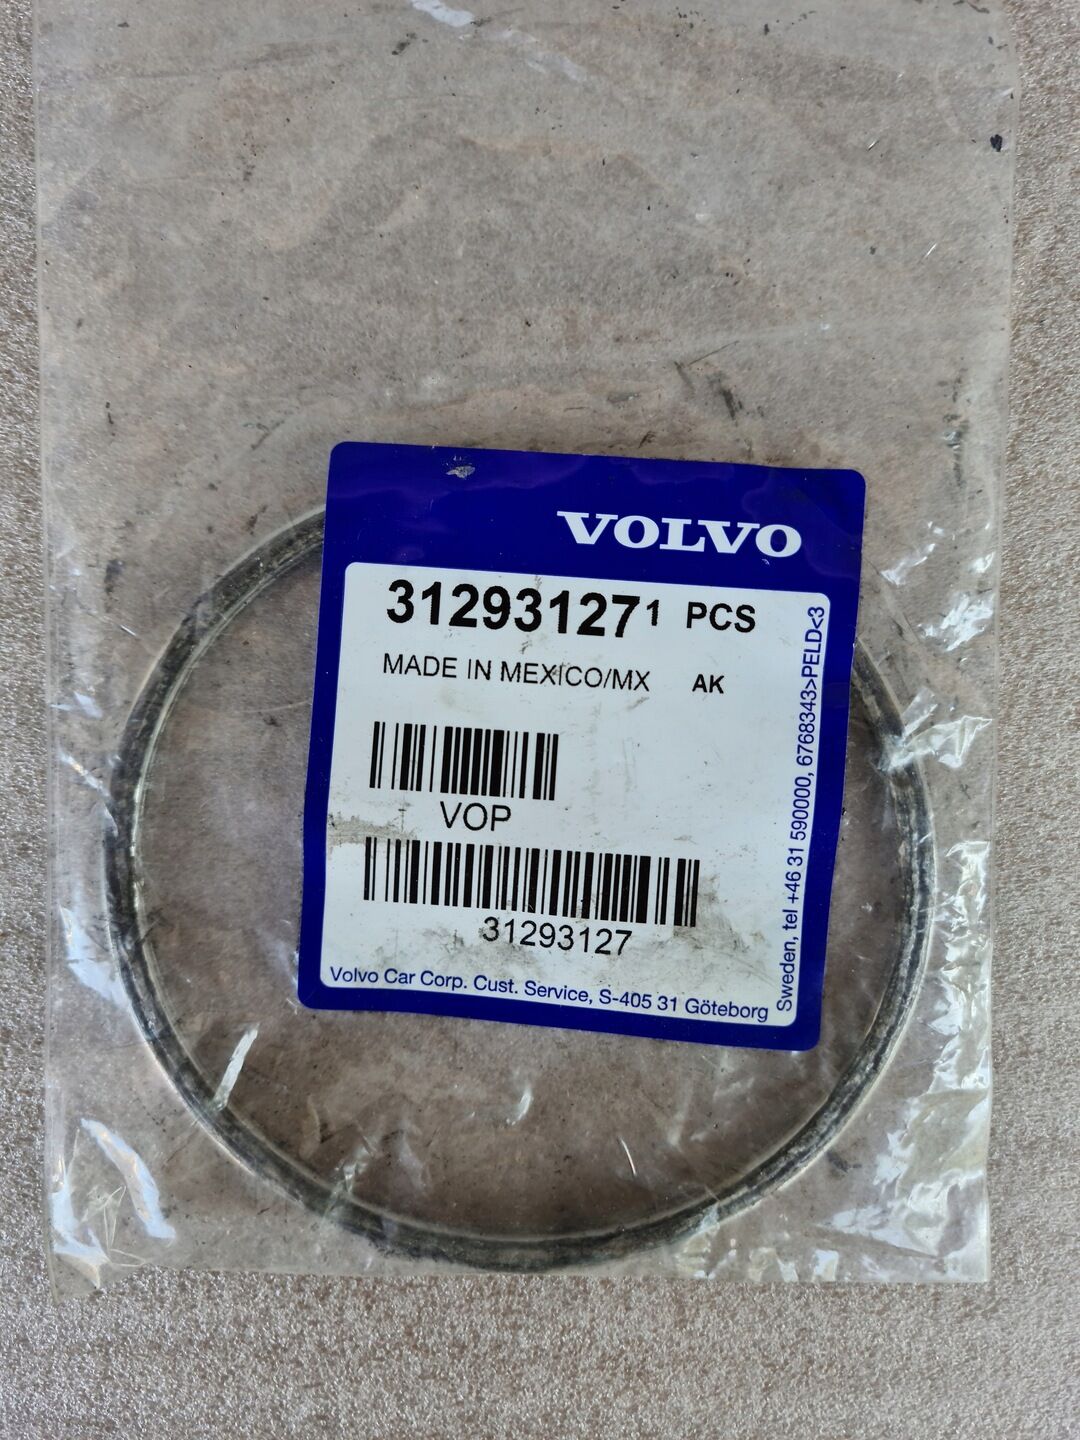 VOLVO
31293127 1 PCS
MADE IN MEXICO/MX AK
VOP
31293127
Volvo Car Corp. Cust. Service, S-405 31 Göteborg
Sweden, tel +46 31 590000, 6768343>PELD<3